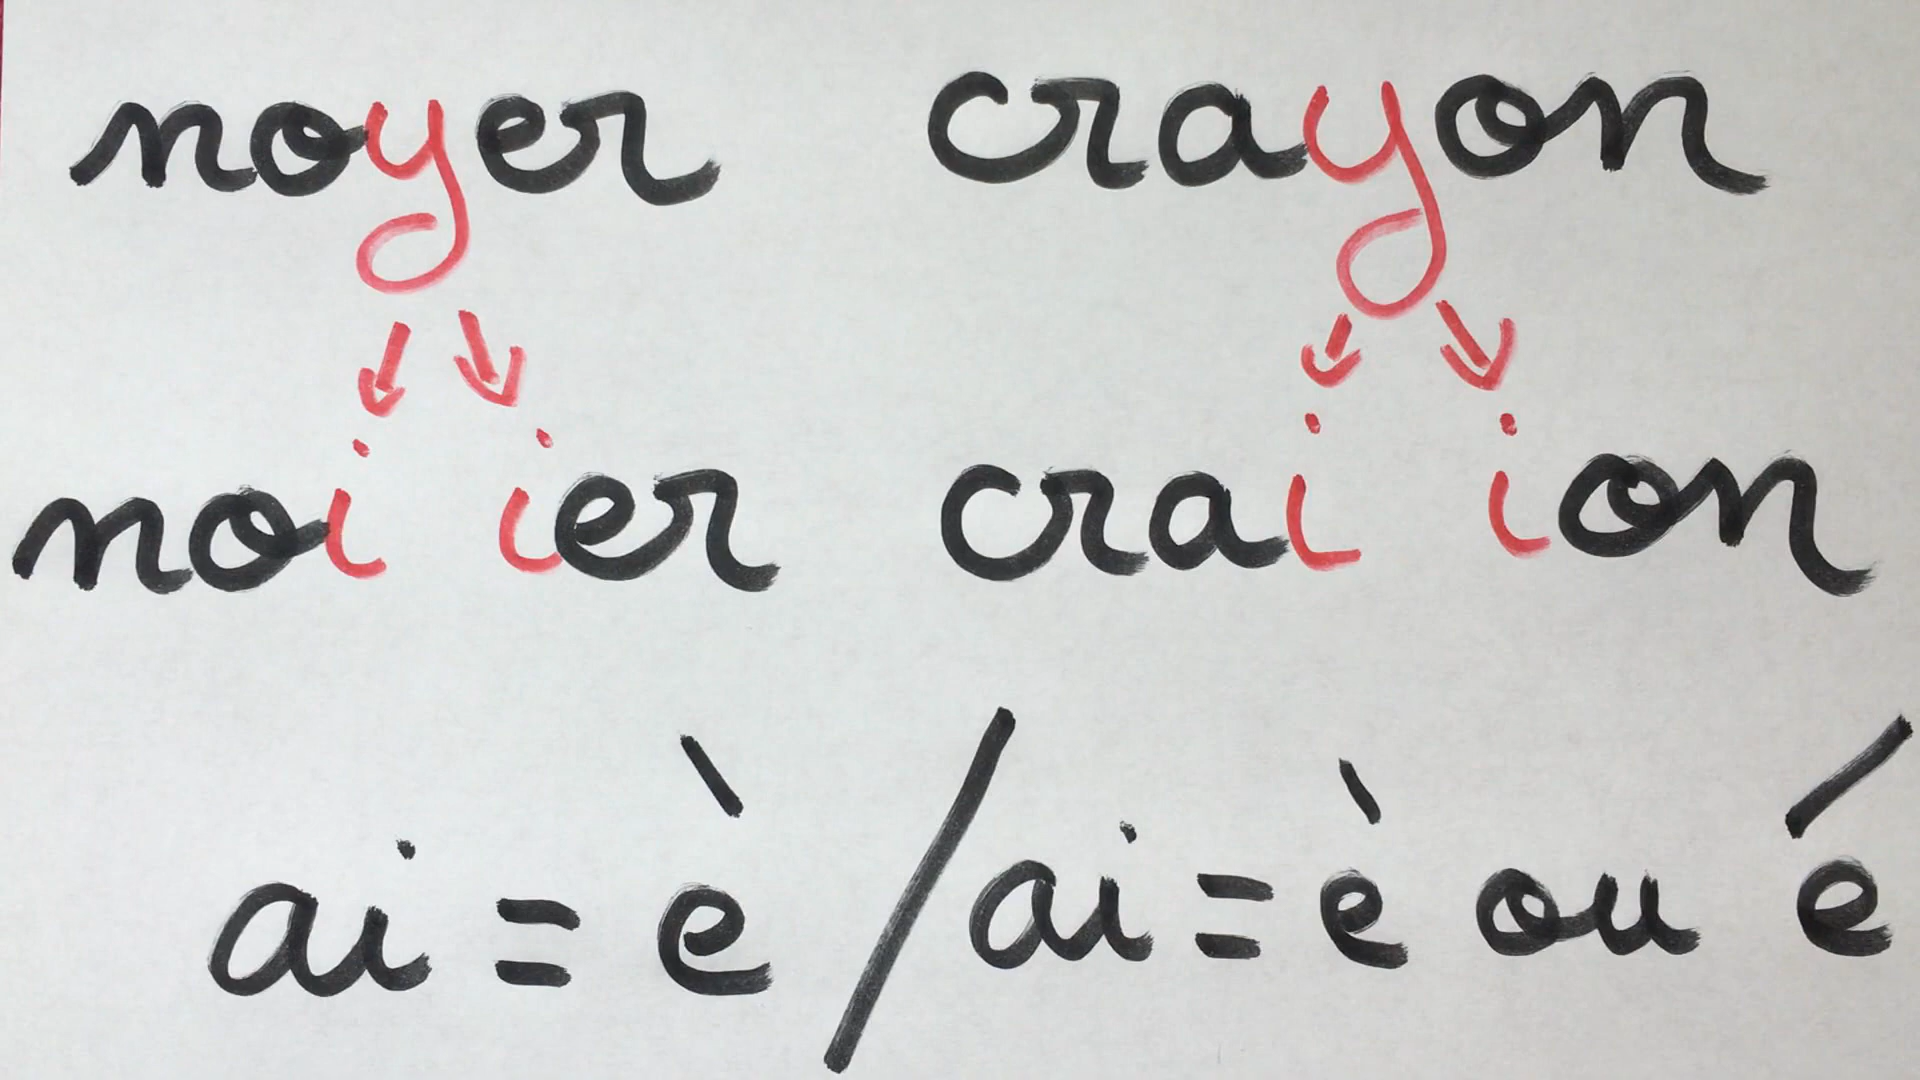 noyer crayon
noi ier crai ion
ai = è / ai = è ou é